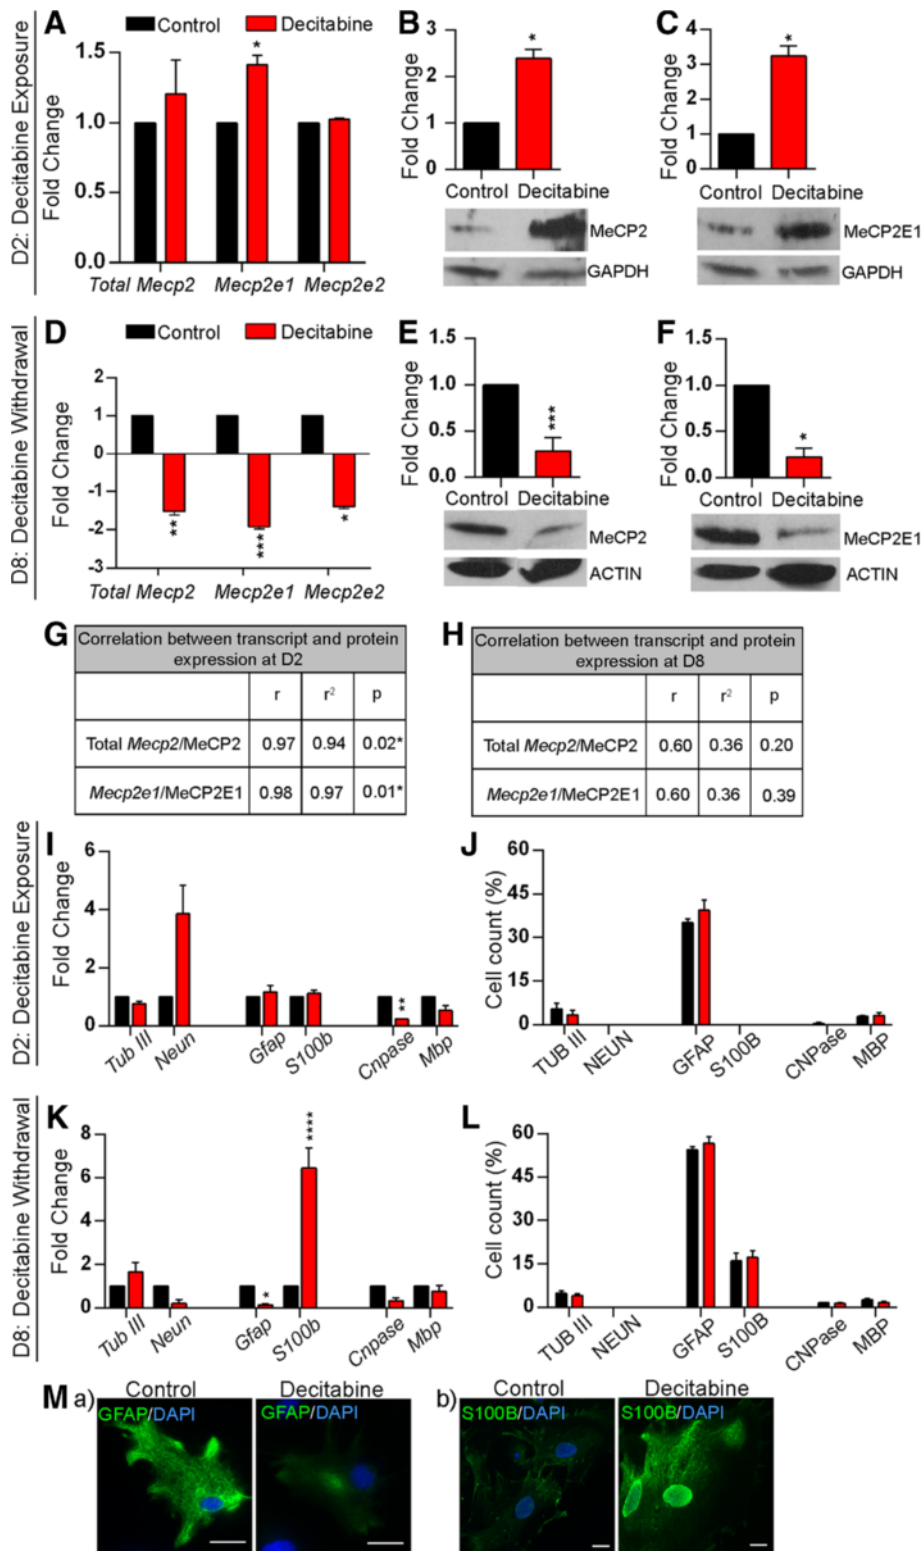 D2: Decitabine Exposure
A
Control Decitabine
Fold Change
1.5
1.0
0.5
0.0
*
Total Mecp2 Mecp2e1 Mecp2e2
B
Fold Change
3
2
1
0
*
Control Decitabine
MeCP2
GAPDH
C
Fold Change
4
3
2
1
0
*
Control Decitabine
MeCP2E1
GAPDH
D8: Decitabine Withdrawal
D
Control Decitabine
Fold Change
2
1
0
-1
-2
-3
** *** *
Total Mecp2 Mecp2e1 Mecp2e2
E
Fold Change
1.5
1.0
0.5
0.0
***
Control Decitabine
MeCP2
ACTIN
F
Fold Change
1.5
1.0
0.5
0.0
*
Control Decitabine
MeCP2E1
ACTIN
G
Correlation between transcript and protein
expression at D2
r r2 p
Total Mecp2/MeCP2 0.97 0.94 0.02*
Mecp2e1/MeCP2E1 0.98 0.97 0.01*
H
Correlation between transcript and protein
expression at D8
r r2 p
Total Mecp2/MeCP2 0.60 0.36 0.20
Mecp2e1/MeCP2E1 0.60 0.36 0.39
D2: Decitabine Exposure
I
Fold Change
6
4
2
0
**
Tub III Neun Gfap S100b Cnpase Mbp
J
Cell count (%)
60
45
30
15
0
TUB III NEUN GFAP S100B CNPase MBP
D8: Decitabine Withdrawal
K
Fold Change
8
6
4
2
0
* ****
Tub III Neun Gfap S100b Cnpase Mbp
L
Cell count (%)
60
45
30
15
0
TUB III NEUN GFAP S100B CNPase MBP
M a) Control Decitabine
GFAP/DAPI GFAP/DAPI
b) Control Decitabine
S100B/DAPI S100B/DAPI